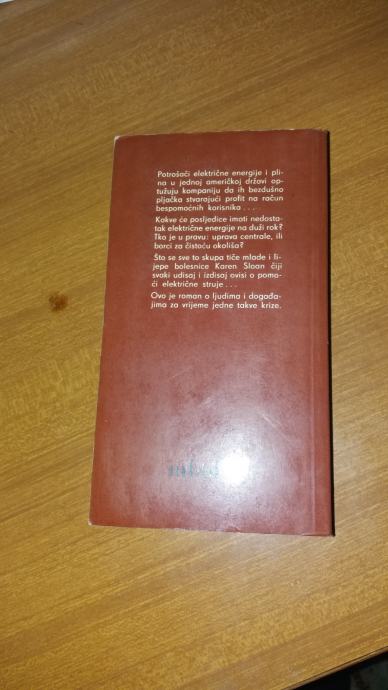 Potrošači električne energije i pli-
na u jednoj američkoj državi op-
tužuju kompaniju da ih bezdušno
pljačka stvarajući profit na račun
bespomoćnih korisnika . . . .
Kakve će posljedice imati nedosta-
tak električne energije na duži rok?
Tko je u pravu: uprava centrale, ili
borci za čistoću okoliša?
Što se sve to skupa tiče mlade i li-
jepe bolesnice Karen Sloan čiji
svaki udisaj i izdisaj ovisi o pomo-
ći električne struje . . .
Ovo je roman o ljudima i događa-
jima za vrijeme jedne takve krize.